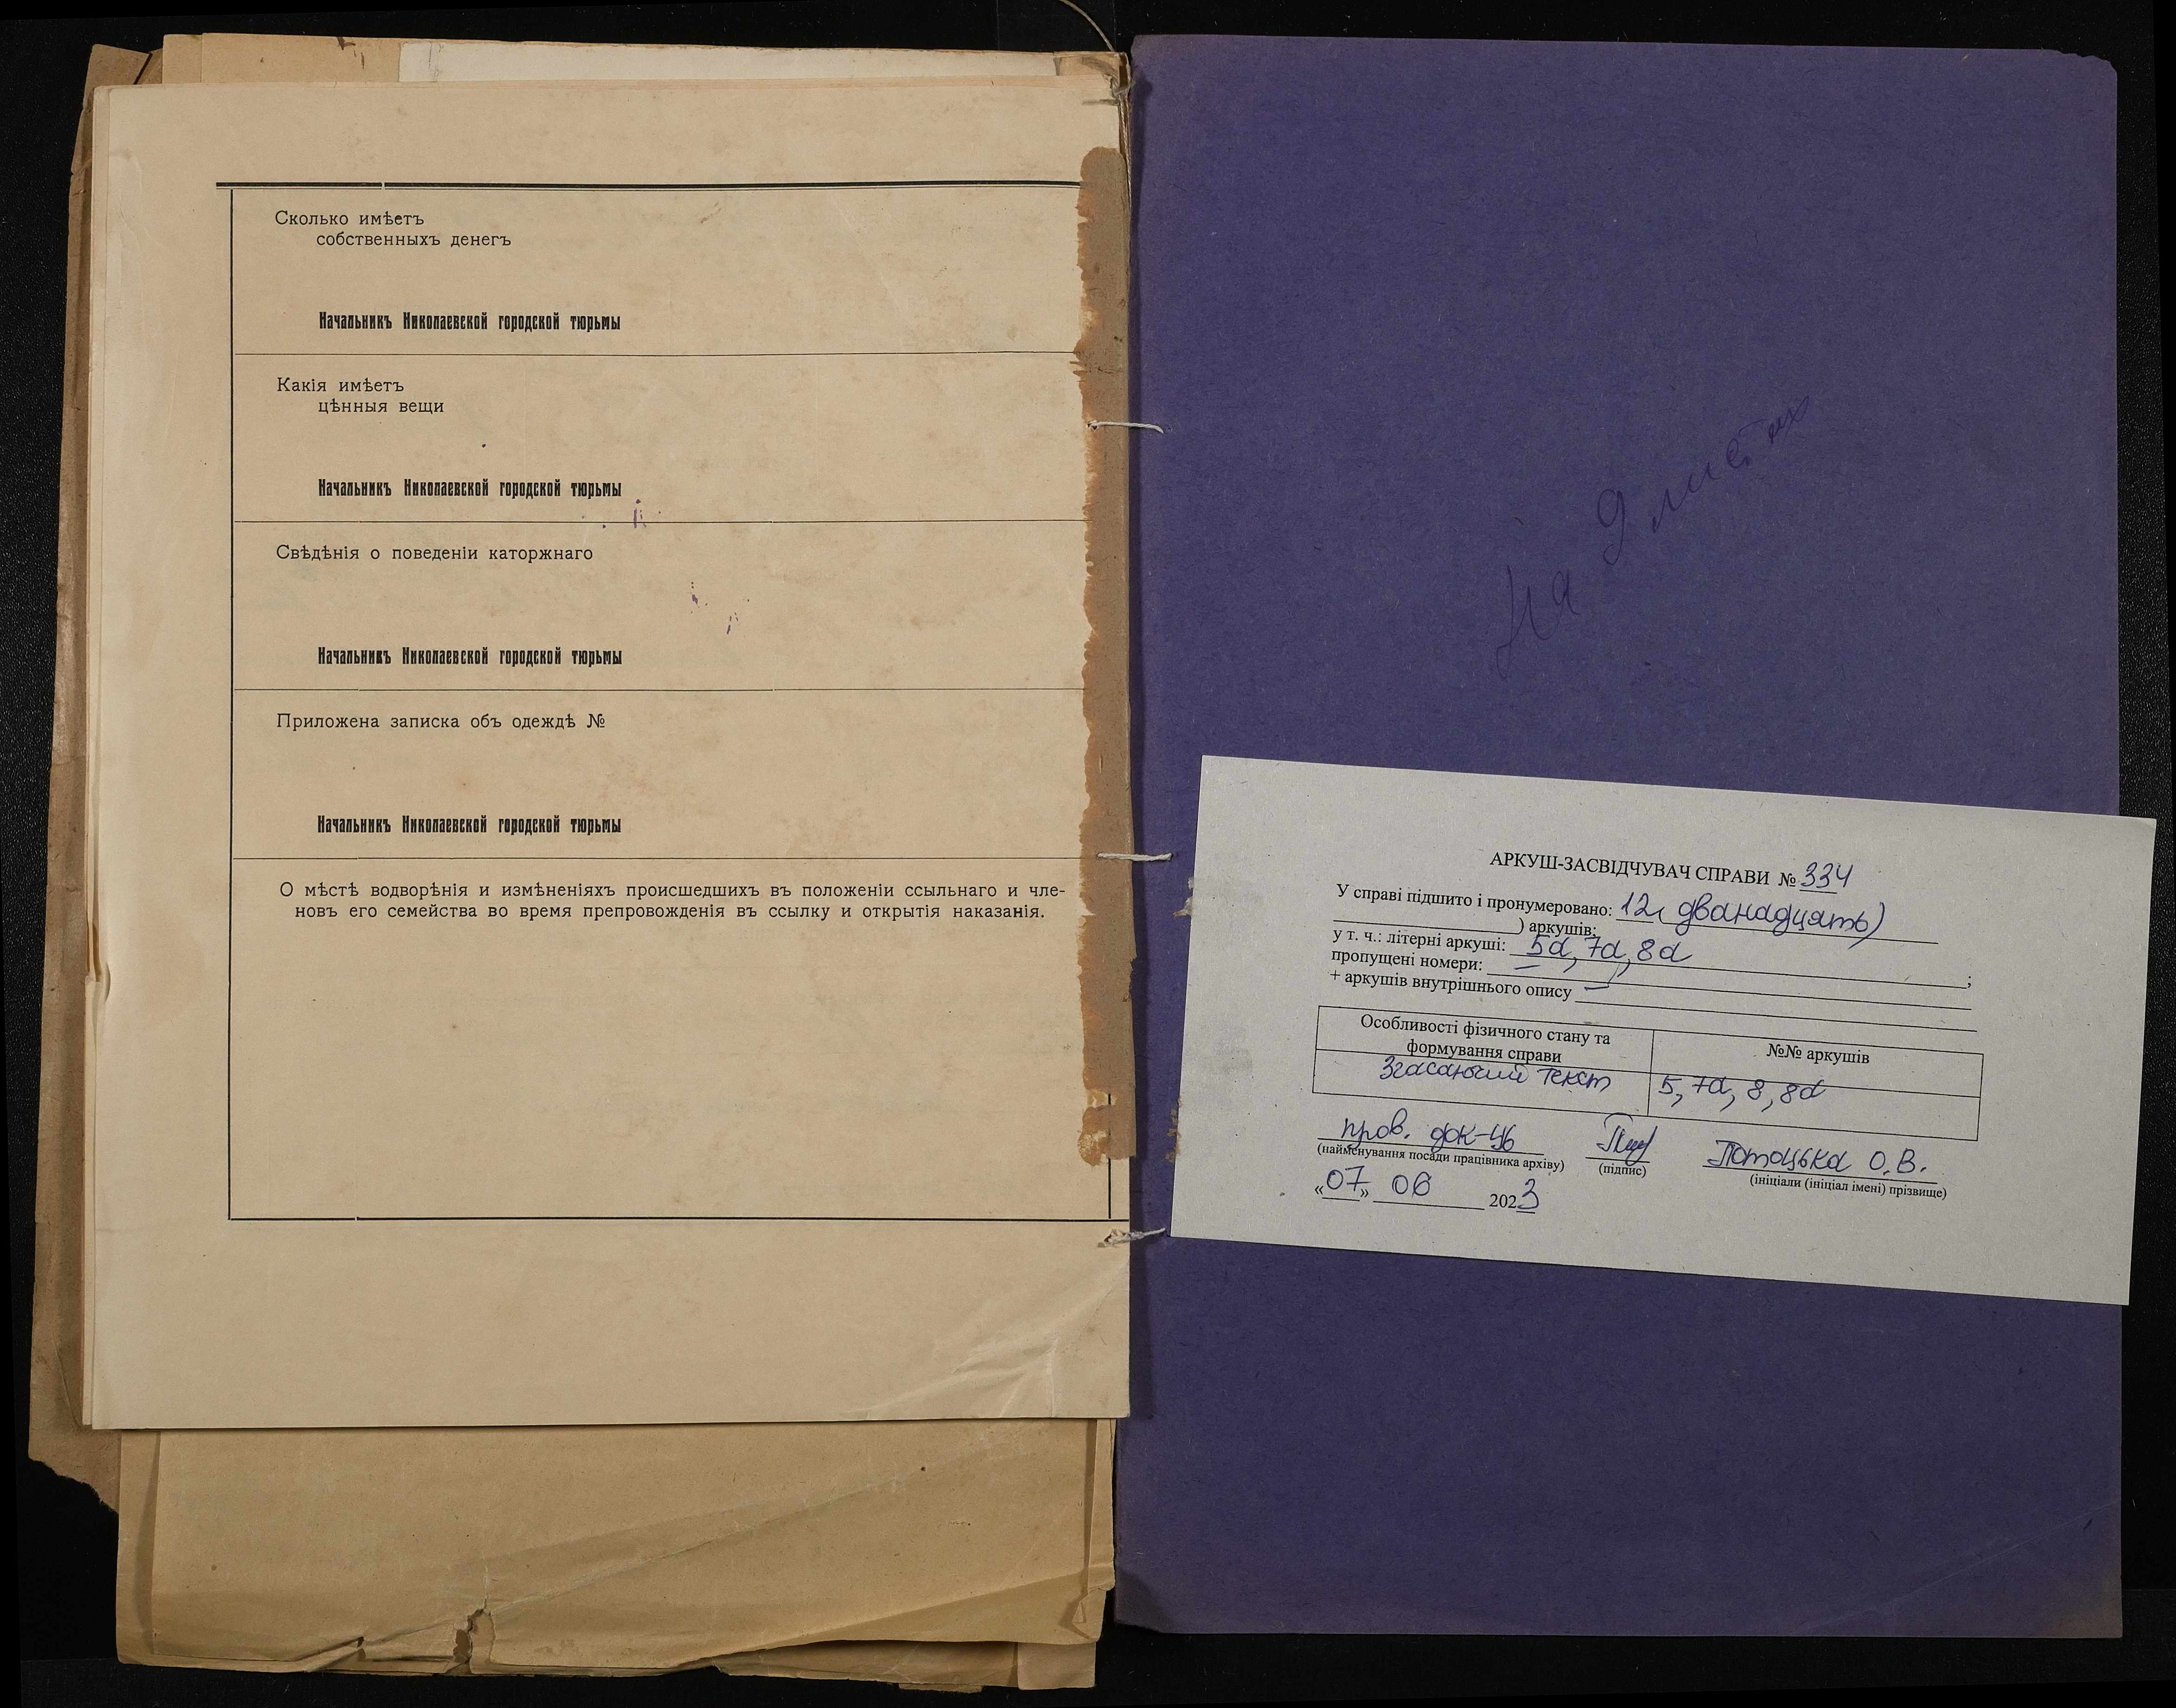 Сколько имѣетъ
собственныхъ денегъ
Начальникъ Николаевской городской тюрьмы
Какія имѣетъ
цѣнныя вещи
Начальникъ Николаевской городской тюрьмы
Свѣдѣнія о поведеніи каторжнаго
Начальникъ Николаевской городской тюрьмы
Приложена записка объ одеждѣ №
Начальникъ Николаевской городской тюрьмы
О мѣстѣ водворѣнія и измѣненіяхъ происшедшихъ въ положеніи ссыльнаго и чле-
новъ его семейства во время препровожденія въ ссылку и открытія наказанія.
На 9 листах
АРКУШ-ЗАСВІДЧУВАЧ СПРАВИ № 334
У справі підшито і пронумеровано: 12 (дванадцять)
) аркушів;
у т. ч.: літерні аркуші: 5а, 7а, 8а
пропущені номери: — ;
+ аркушів внутрішнього опису —
Особливості фізичного стану та
формування справи
№№ аркушів
Згасаючий текст
5, 7а, 8, 8а
пров. док-ив
Потоцька О.В.
(найменування посади працівника архіву)
(підпис)
(ініціали (ініціал імені) прізвище)
«07» 06 2023